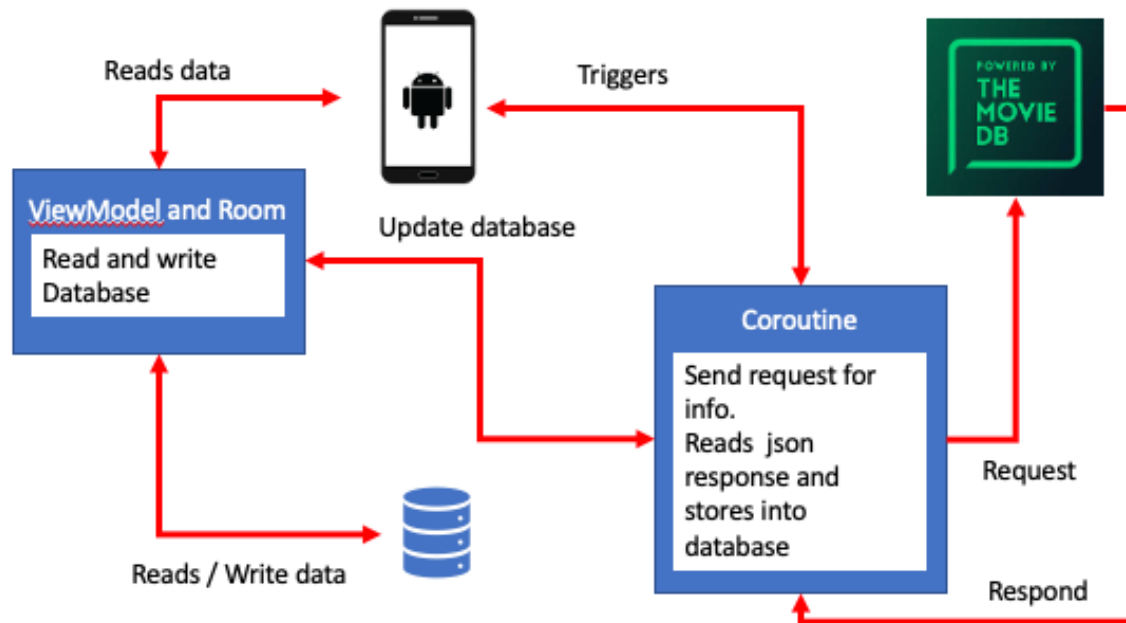 Reads data
Triggers
POWERED BY
THE
MOVIE
DB
ViewModel and Room
Read and write
Database
Update database
Coroutine
Send request for
info.
Reads  json
response and
stores into
database
Request
Reads / Write data
Respond